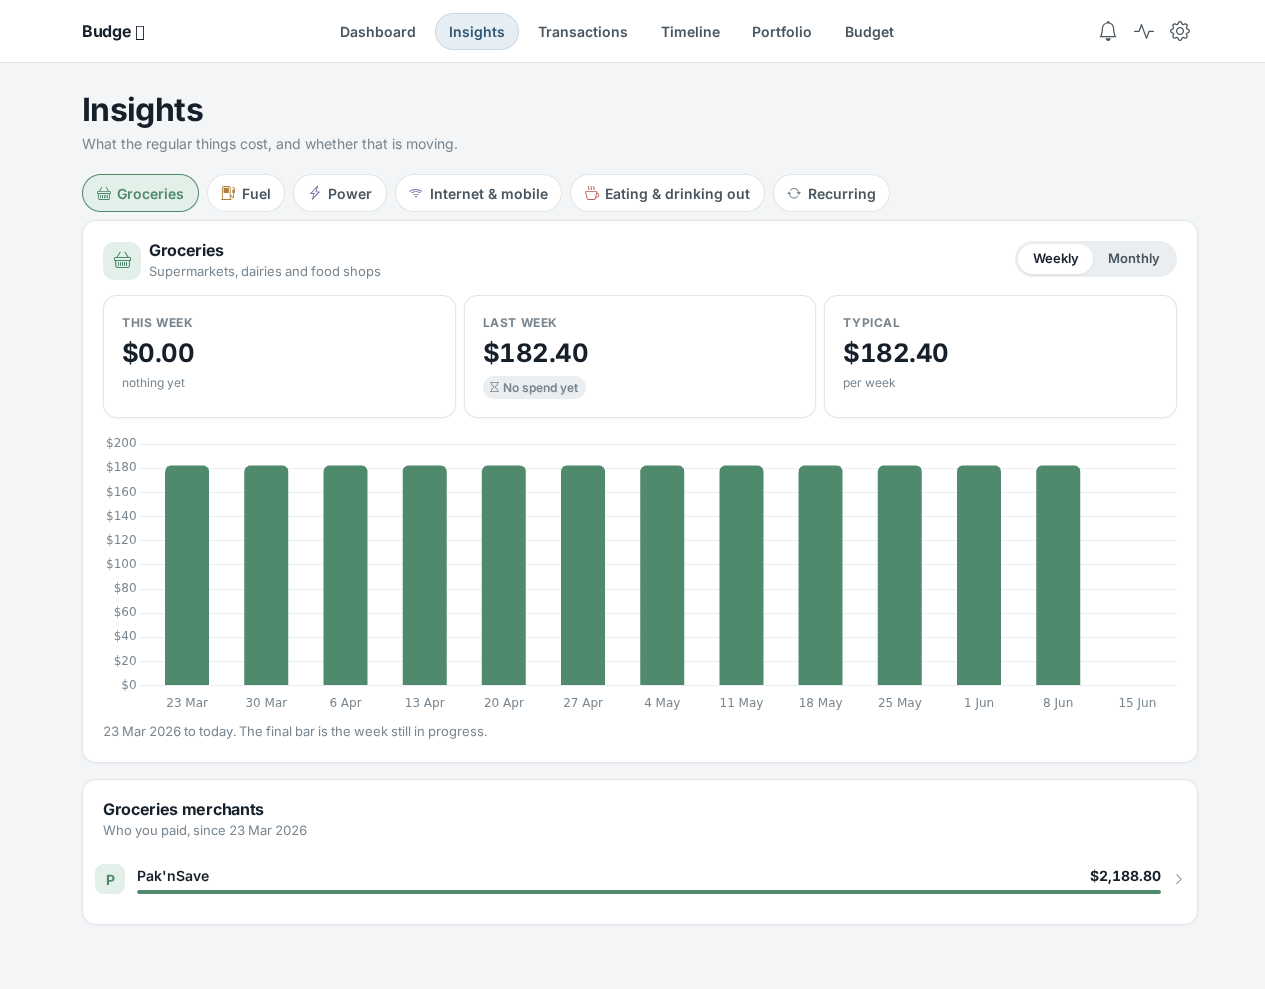 Budge
Dashboard
Insights
Transactions
Timeline
Portfolio
Budget
Insights
What the regular things cost, and whether that is moving.
Groceries
Fuel
Power
Internet & mobile
Eating & drinking out
Recurring
Groceries
Supermarkets, dairies and food shops
Weekly
Monthly
THIS WEEK
$0.00
nothing yet
LAST WEEK
$182.40
No spend yet
TYPICAL
$182.40
per week
$200
$180
$160
$140
$120
$100
$80
$60
$40
$20
$0
23 Mar
30 Mar
6 Apr
13 Apr
20 Apr
27 Apr
4 May
11 May
18 May
25 May
1 Jun
8 Jun
15 Jun
23 Mar 2026 to today. The final bar is the week still in progress.
Groceries merchants
Who you paid, since 23 Mar 2026
P
Pak'nSave
$2,188.80